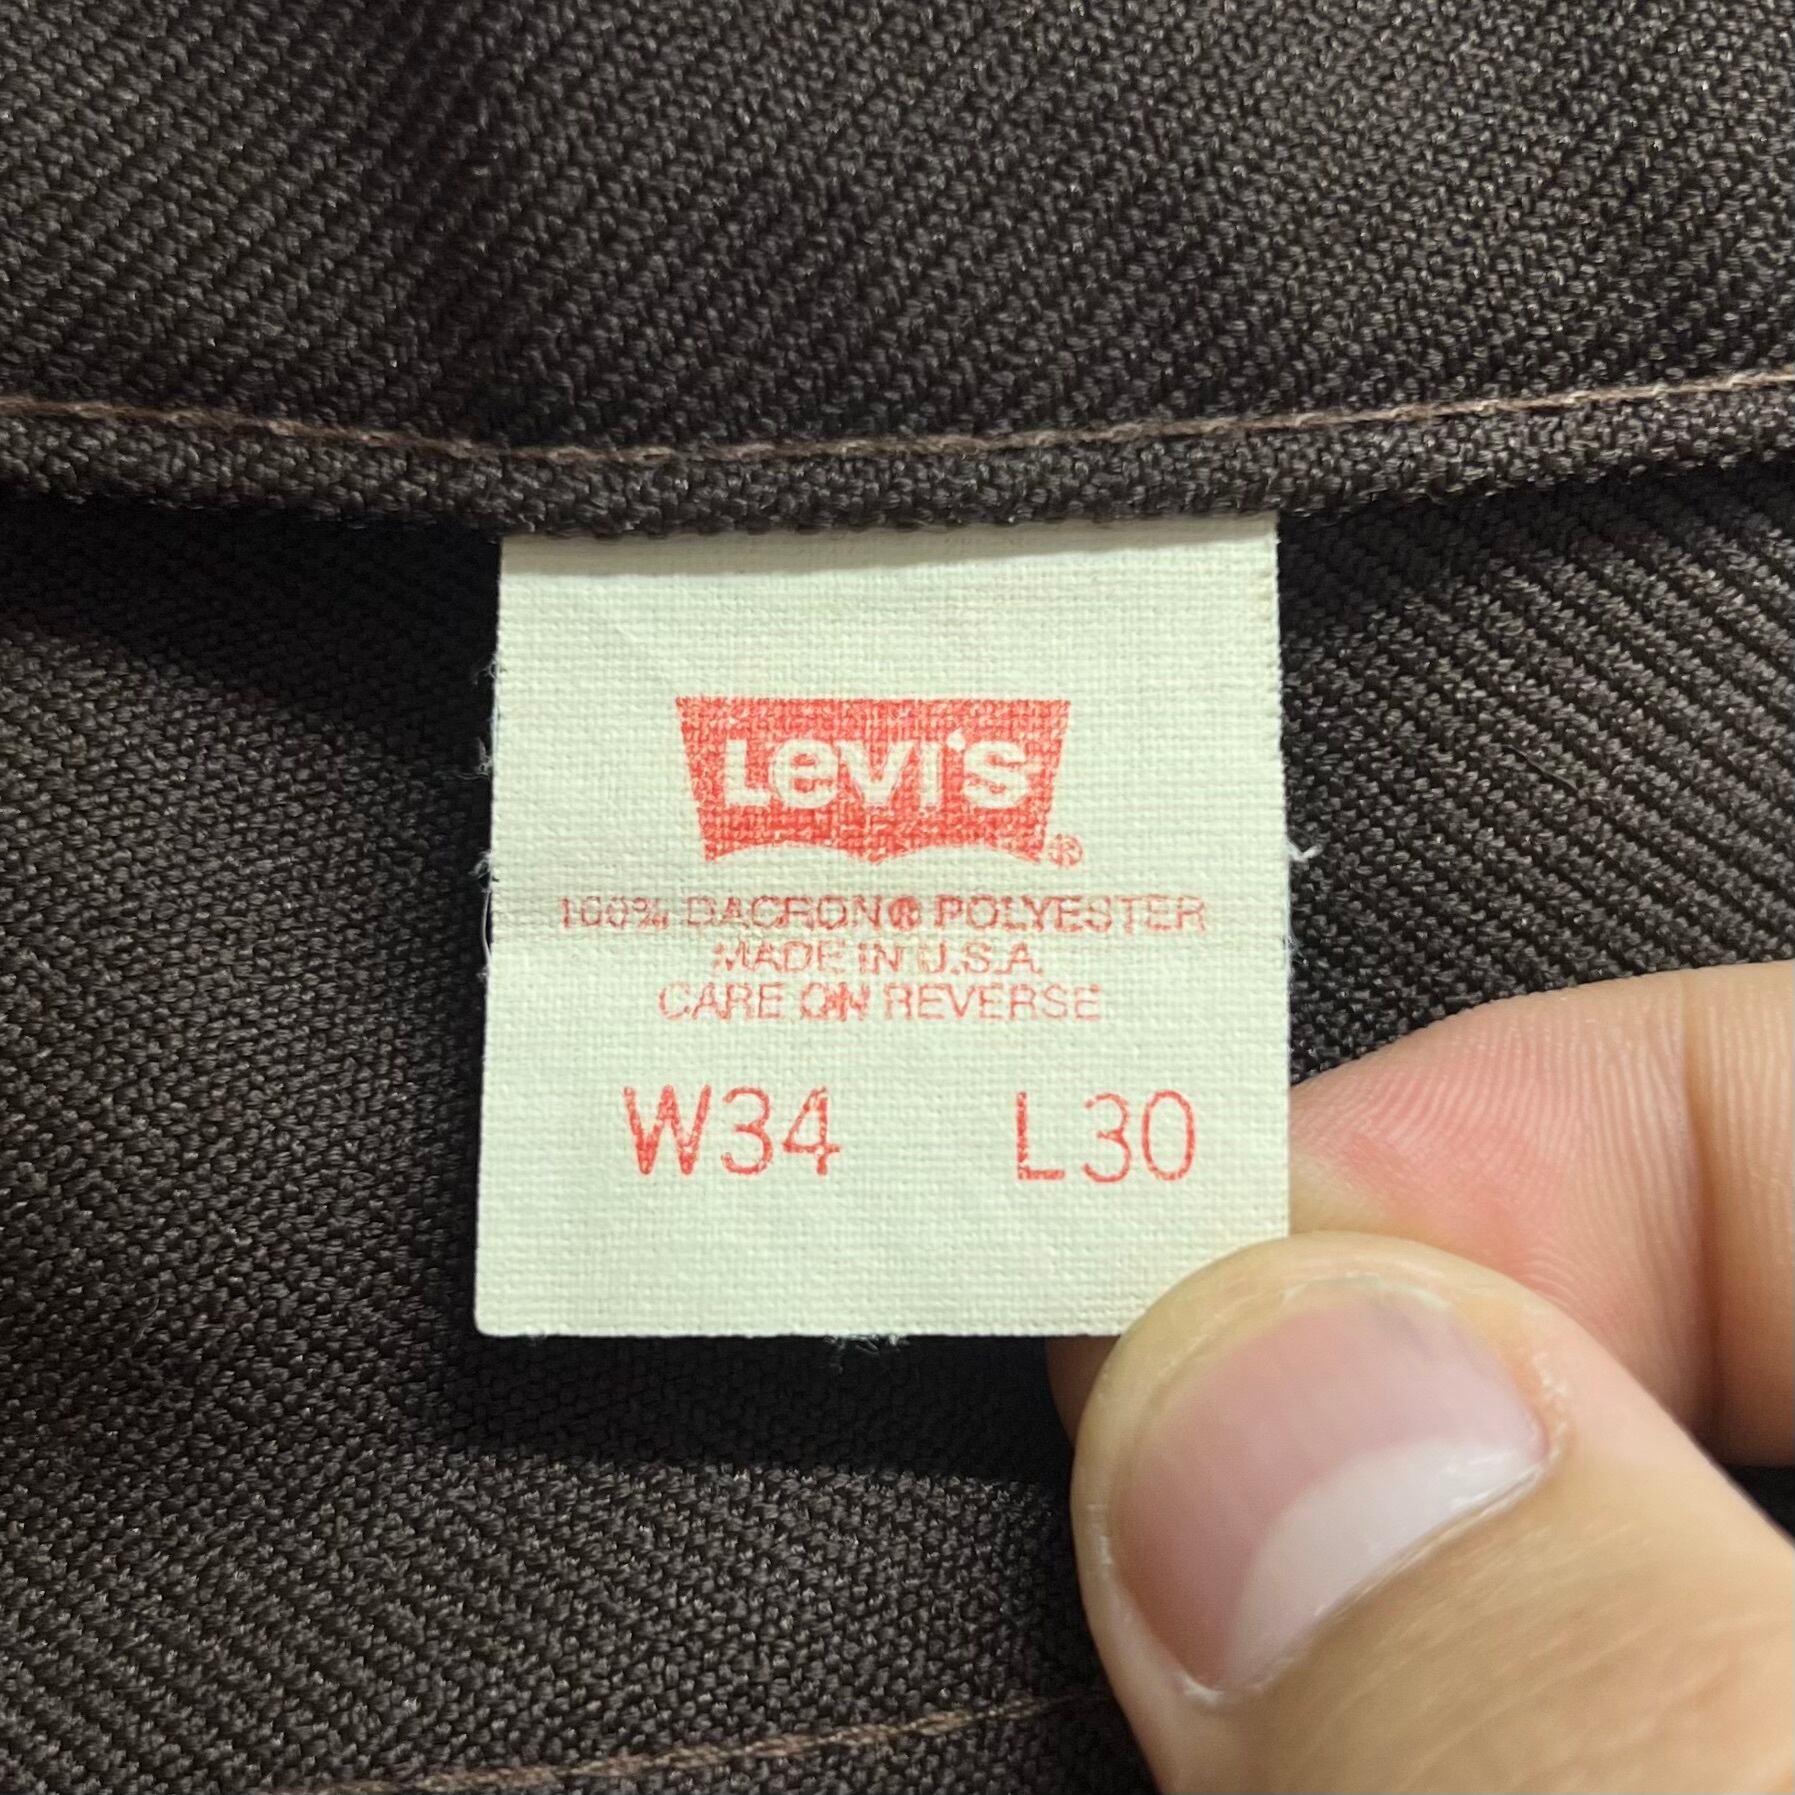 Levi's®
100% DACRON® POLYESTER
MADE IN U.S.A.
CARE ON REVERSE
W34 L30